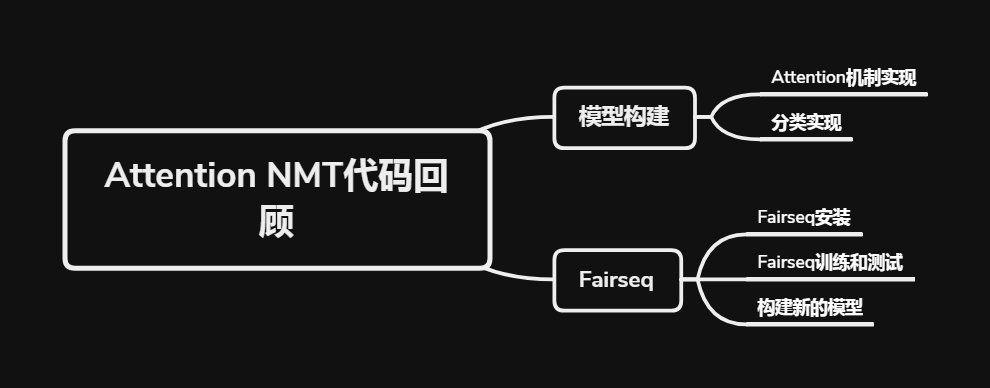 Attention NMT代码回
顾
模型构建
Attention机制实现
分类实现
Fairseq
Fairseq安装
Fairseq训练和测试
构建新的模型